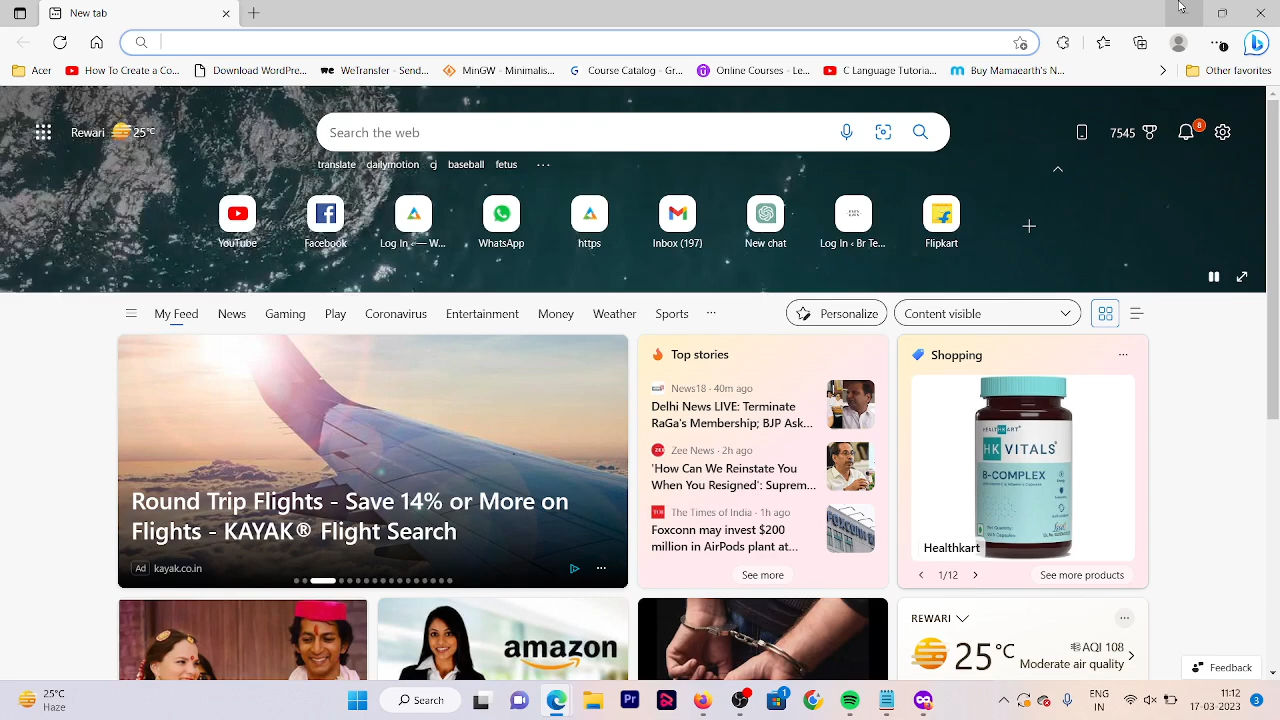 New tab
Acer
How To Create a C...
Download WordPres...
WeTransfer - Send...
MinGW - Minimalis...
Course Catalog - Gr...
Online Courses - Le...
C Language Tutoria...
Buy Mamaearth's N...
Other favorites
Rewari 25°C
Search the web
7545
8
translate dailymotion cj baseball fetus ...
YouTube
Facebook
Log In ‹ — W...
WhatsApp
https
Inbox (197)
New chat
Log In ‹ Br Te...
Flipkart
My Feed News Gaming Play Coronavirus Entertainment Money Weather Sports ...
Personalize
Content visible
Round Trip Flights - Save 14% or More on
Flights - KAYAK® Flight Search
Ad kayak.co.in
Top stories
News18 · 40m ago
Delhi News LIVE: Terminate
RaGa's Membership; BJP Ask...
Zee News · 2h ago
'How Can We Reinstate You
When You Resigned': Suprem...
TOI The Times of India · 1h ago
Foxconn may invest $200
million in AirPods plant at...
See more
Shopping
HEALTHKART
HK VITALS
B-COMPLEX
Healthkart
1/12
See more products
amazon
REWARI
25°C
AQI 108
Moderate air quality
Feedback
25°C
Haze
Search
Pr
1
ENG
IN
11:12
17-03-2023
3